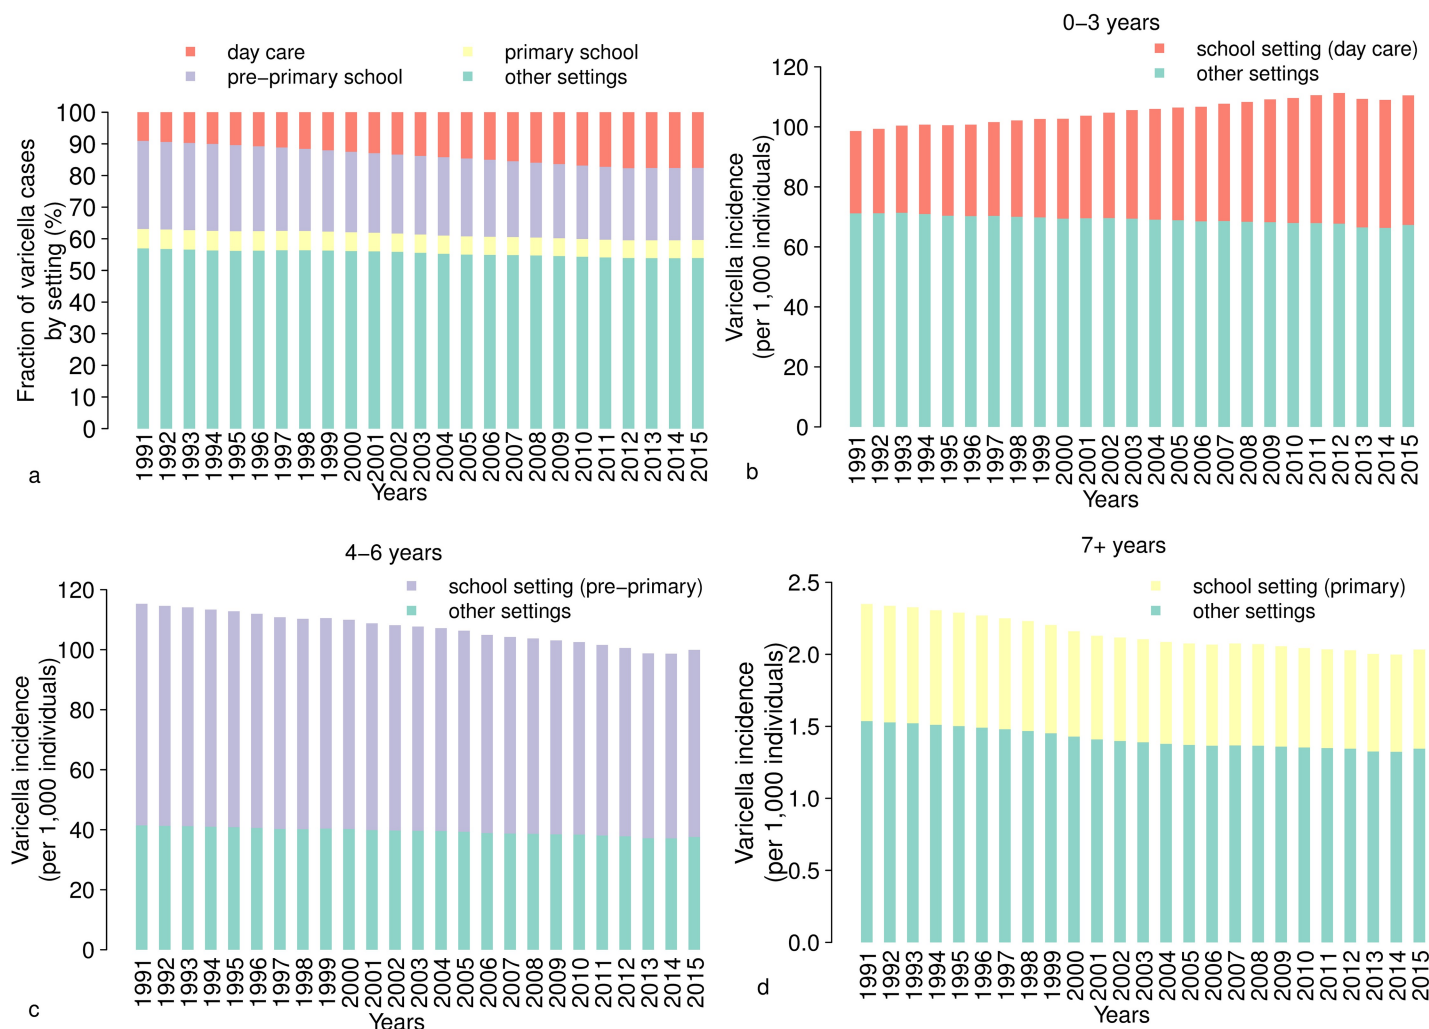 day care
pre−primary school
primary school
other settings
Fraction of varicella cases
by setting (%)
100
90
80
70
60
50
40
30
20
10
0
1991 1992 1993 1994 1995 1996 1997 1998 1999 2000 2001 2002 2003 2004 2005 2006 2007 2008 2009 2010 2011 2012 2013 2014 2015
Years
a
0−3 years
school setting (day care)
other settings
Varicella incidence
(per 1,000 individuals)
120
100
80
60
40
20
0
1991 1992 1993 1994 1995 1996 1997 1998 1999 2000 2001 2002 2003 2004 2005 2006 2007 2008 2009 2010 2011 2012 2013 2014 2015
Years
b
4−6 years
school setting (pre−primary)
other settings
Varicella incidence
(per 1,000 individuals)
120
100
80
60
40
20
0
1991 1992 1993 1994 1995 1996 1997 1998 1999 2000 2001 2002 2003 2004 2005 2006 2007 2008 2009 2010 2011 2012 2013 2014 2015
Years
c
7+ years
school setting (primary)
other settings
Varicella incidence
(per 1,000 individuals)
2.5
2.0
1.5
1.0
0.5
0.0
1991 1992 1993 1994 1995 1996 1997 1998 1999 2000 2001 2002 2003 2004 2005 2006 2007 2008 2009 2010 2011 2012 2013 2014 2015
Years
d